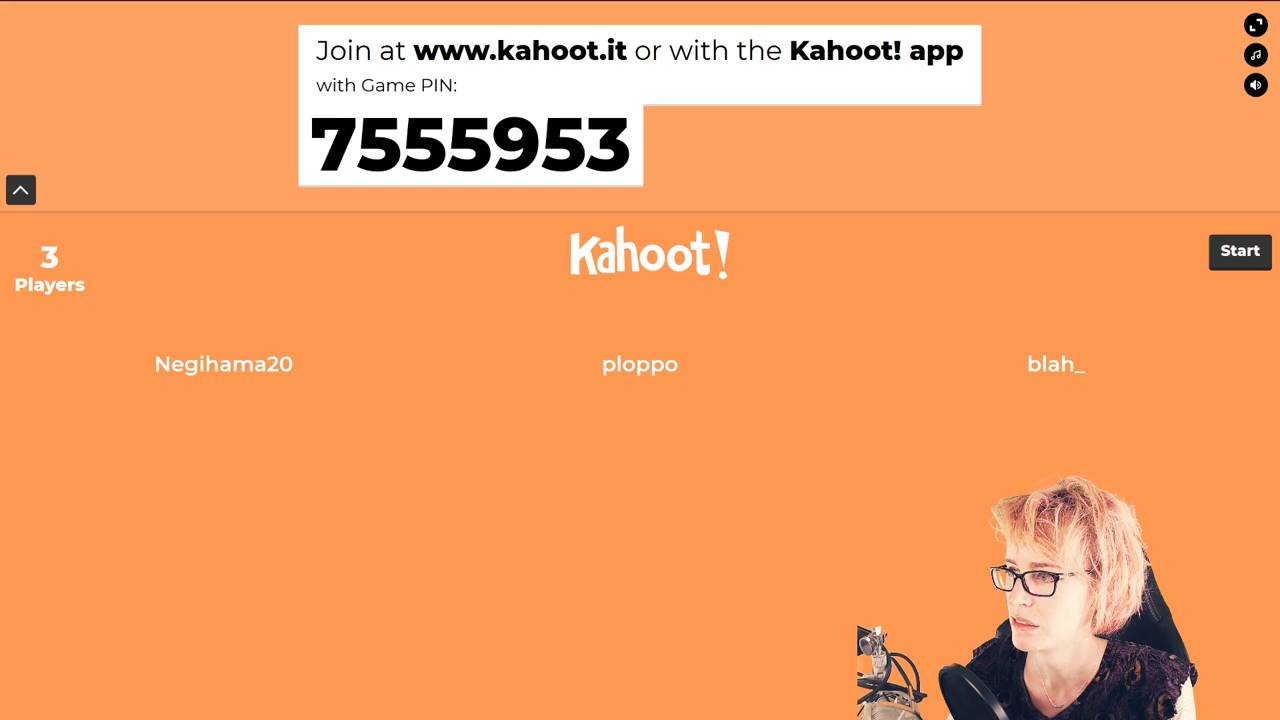 Join at www.kahoot.it or with the Kahoot! app
with Game PIN:
7555953
3
Players
Kahoot!
Start
Negihama20
ploppo
blah_